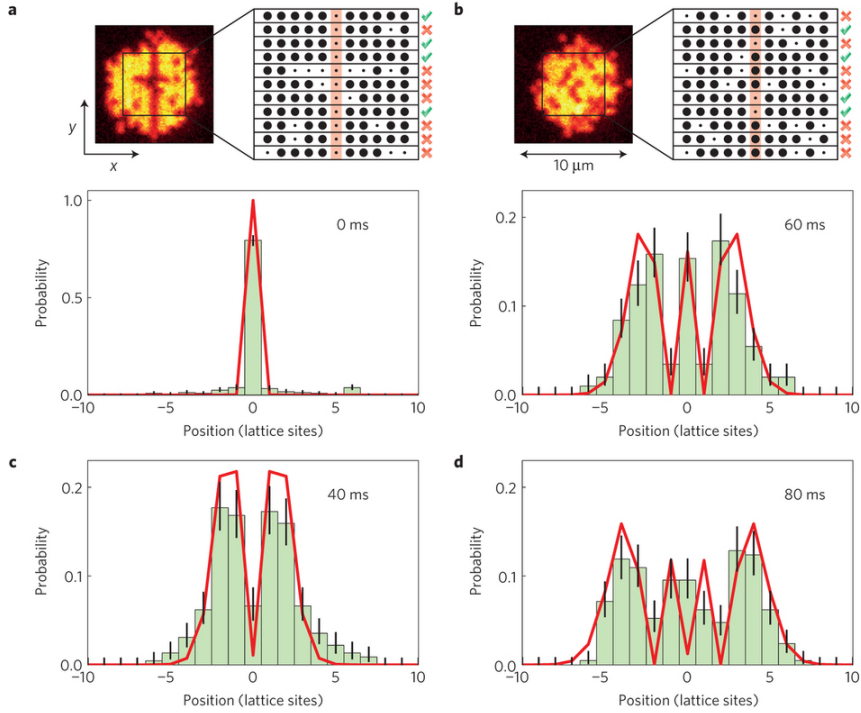 a
y
x
0 ms
1.0
0.5
0.0
Probability
−10
−5
0
5
10
Position (lattice sites)
b
10 μm
60 ms
0.2
0.1
0.0
Probability
−10
−5
0
5
10
Position (lattice sites)
c
40 ms
0.2
0.1
0.0
Probability
−10
−5
0
5
10
Position (lattice sites)
d
80 ms
0.2
0.1
0.0
Probability
−10
−5
0
5
10
Position (lattice sites)